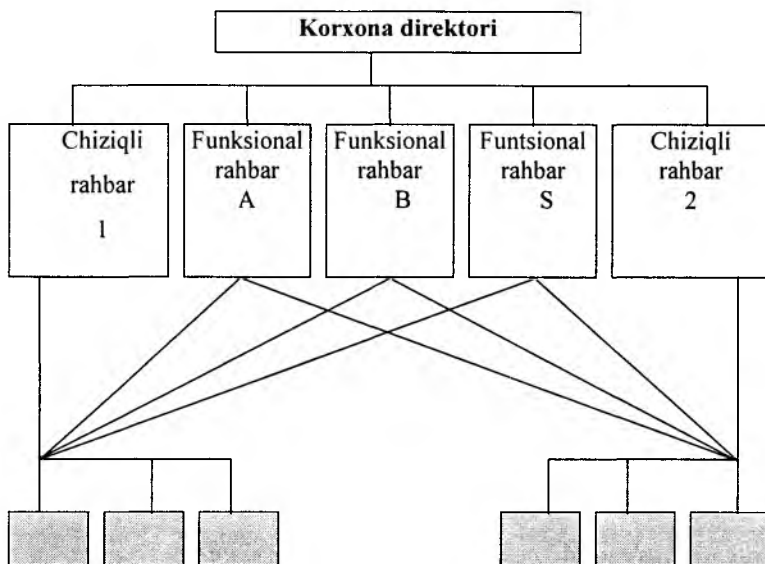 Korxona direktori
Chiziqli
rahbar
1
Funksional
rahbar
A
Funksional
rahbar
B
Funtsional
rahbar
S
Chiziqli
rahbar
2